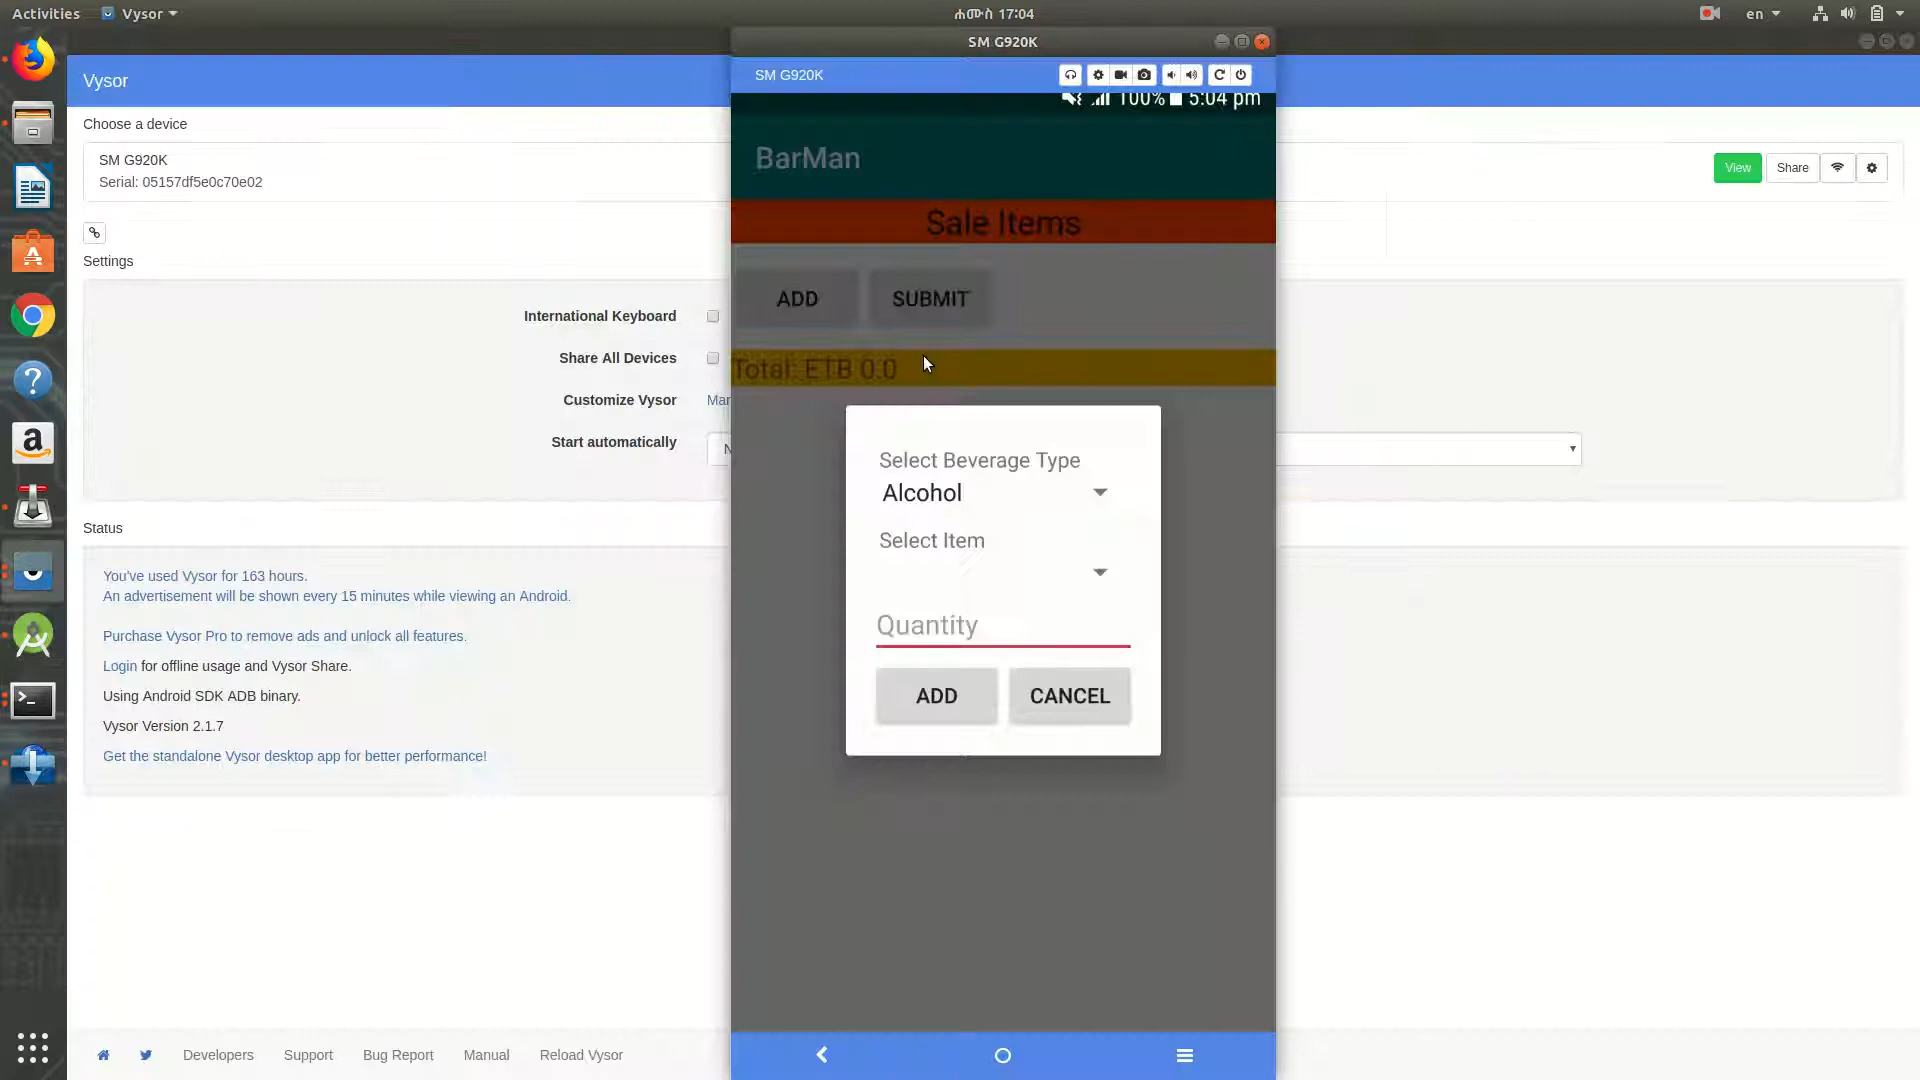 Activities
Vysor
ሐሙስ 17:04
en
SM G920K
Vysor
SM G920K
100% 5:04 pm
Choose a device
SM G920K
Serial: 05157df5e0c70e02
View
Share
Settings
International Keyboard
Share All Devices
Customize Vysor
Start automatically
BarMan
Sale Items
ADD
SUBMIT
Total: ETB 0.0
Select Beverage Type
Alcohol
Select Item
Quantity
ADD
CANCEL
Status
You've used Vysor for 163 hours.
An advertisement will be shown every 15 minutes while viewing an Android.
Purchase Vysor Pro to remove ads and unlock all features.
Login for offline usage and Vysor Share.
Using Android SDK ADB binary.
Vysor Version 2.1.7
Get the standalone Vysor desktop app for better performance!
Developers
Support
Bug Report
Manual
Reload Vysor